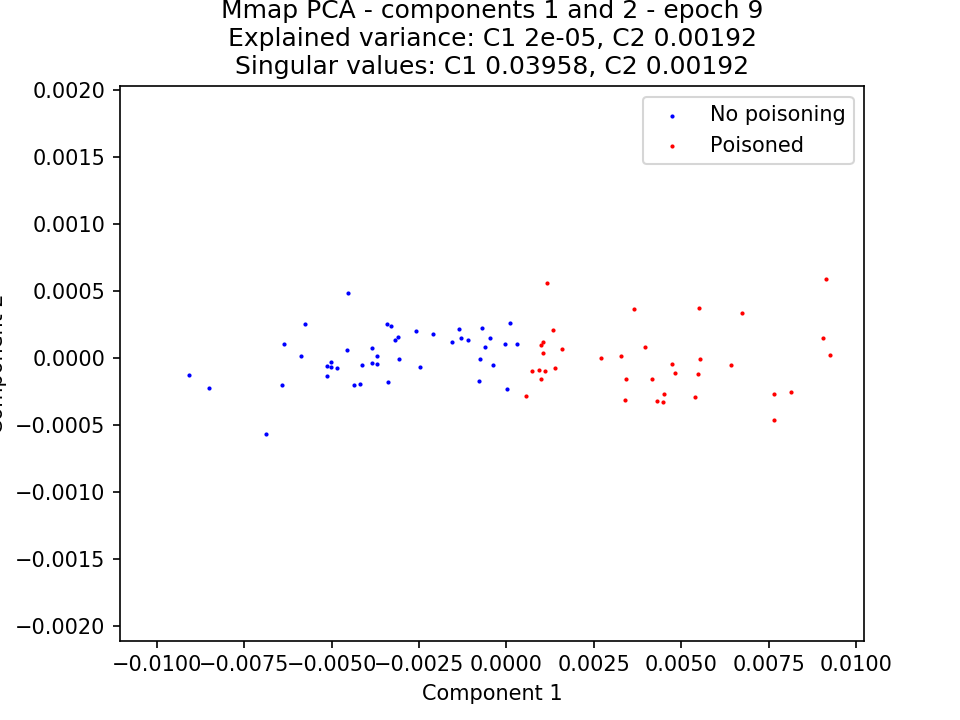 Mmap PCA - components 1 and 2 - epoch 9
Explained variance: C1 2e-05, C2 0.00192
Singular values: C1 0.03958, C2 0.00192
No poisoning
Poisoned
0.0020
0.0015
0.0010
0.0005
0.0000
−0.0005
−0.0010
−0.0015
−0.0020
−0.0100 −0.0075 −0.0050 −0.0025 0.0000 0.0025 0.0050 0.0075 0.0100
Component 1